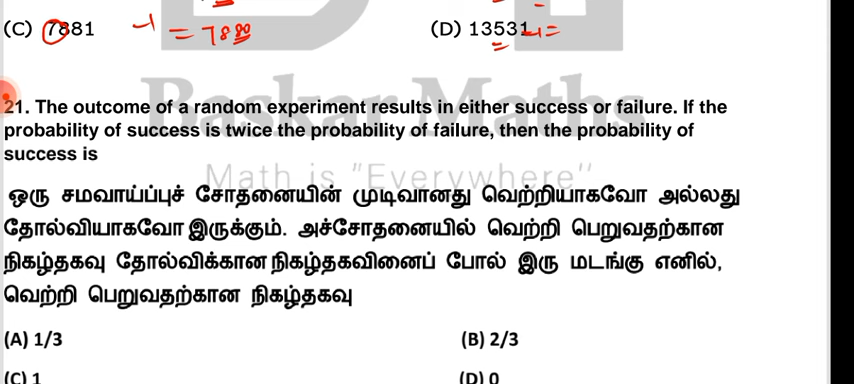 (C) 7881 -1 = 7880 (D) 13531 -1 =
Baskar Maths
21. The outcome of a random experiment results in either success or failure. If the
probability of success is twice the probability of failure, then the probability of
success is
Math is "Everywhere"
ஒரு சமவாய்ப்புச் சோதனையின் முடிவானது வெற்றியாகவோ அல்லது
தோல்வியாகவோ இருக்கும். அச்சோதனையில் வெற்றி பெறுவதற்கான
நிகழ்தகவு தோல்விக்கான நிகழ்தகவினைப் போல் இரு மடங்கு எனில்,
வெற்றி பெறுவதற்கான நிகழ்தகவு
(A) 1/3 (B) 2/3
(C) 1 (D) 0